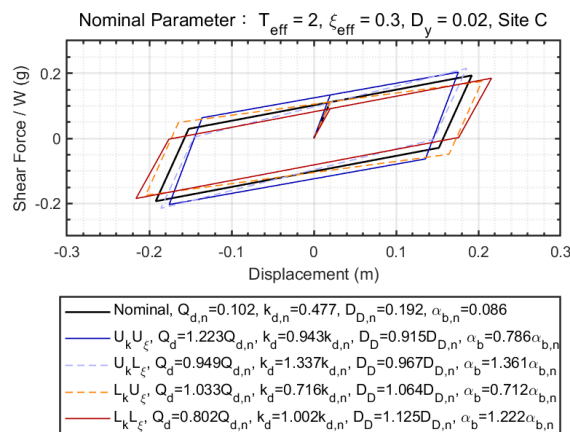 Nominal Parameter : T_eff = 2, ξ_eff = 0.3, D_y = 0.02, Site C
Shear Force / W (g)
0.2
0
-0.2
-0.3 -0.2 -0.1 0 0.1 0.2 0.3
Displacement (m)
Nominal, Q_d,n=0.102, k_d,n=0.477, D_D,n=0.192, α_b,n=0.086
U_kU_ξ, Q_d=1.223Q_d,n, k_d=0.943k_d,n, D_D=0.915D_D,n, α_b=0.786α_b,n
U_kL_ξ, Q_d=0.949Q_d,n, k_d=1.337k_d,n, D_D=0.967D_D,n, α_b=1.361α_b,n
L_kU_ξ, Q_d=1.033Q_d,n, k_d=0.716k_d,n, D_D=1.064D_D,n, α_b=0.712α_b,n
L_kL_ξ, Q_d=0.802Q_d,n, k_d=1.002k_d,n, D_D=1.125D_D,n, α_b=1.222α_b,n